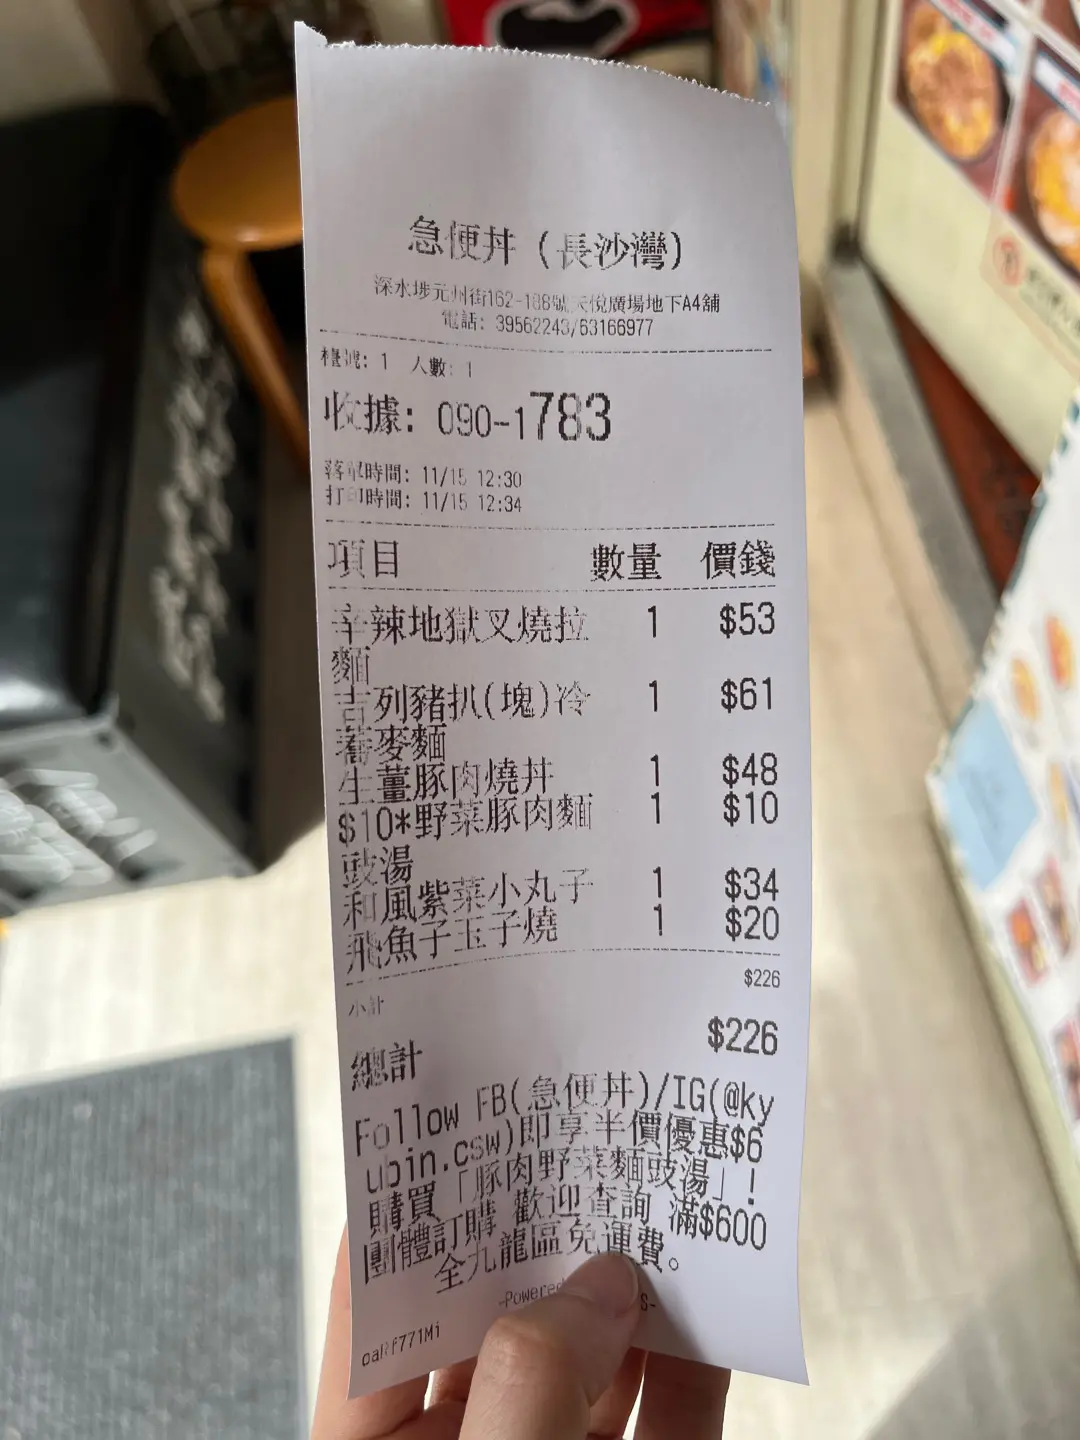 急便丼（長沙灣）
深水埗元州街162-188號天悅廣場地下A4舖
電話: 39562243/63166977
檯號: 1 人數: 1
收據: 090-1783
落單時間: 11/15 12:30
打印時間: 11/15 12:34
項目 數量 價錢
辛辣地獄叉燒拉 1 $53
麵
吉列豬扒(塊)冷 1 $61
蕎麥麵
生薑豚肉燒丼 1 $48
$10*野菜豚肉麵 1 $10
豉湯
和風紫菜小丸子 1 $34
飛魚子玉子燒 1 $20
小計 $226
總計 $226
Follow FB(急便丼)/IG(@ky
ubin.csw)即享半價優惠$6
購買「豚肉野菜麵豉湯」!
團體訂購 歡迎查詢 滿$600
全九龍區免運費。
-Powered
S-